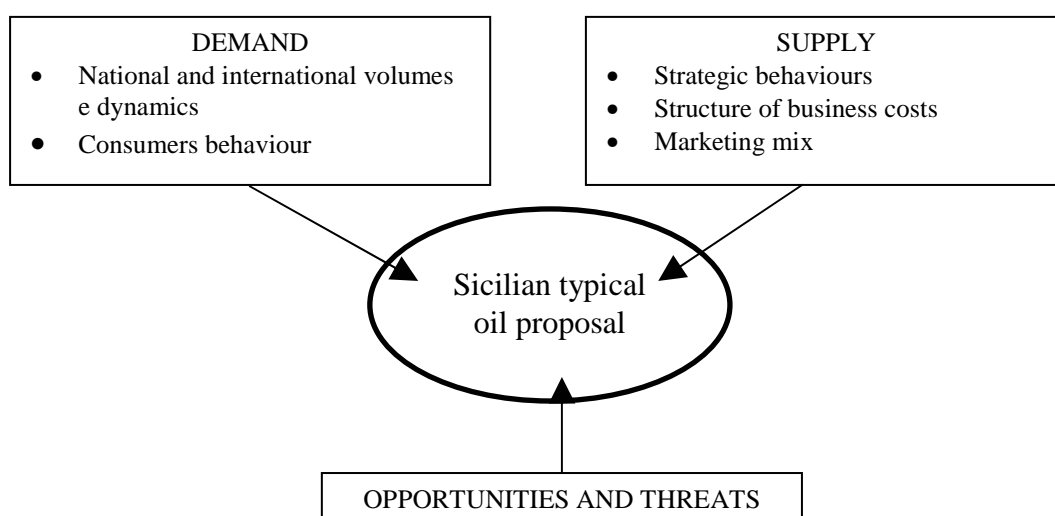 DEMAND
• National and international volumes
e dynamics
• Consumers behaviour
SUPPLY
• Strategic behaviours
• Structure of business costs
• Marketing mix
Sicilian typical
oil proposal
OPPORTUNITIES AND THREATS